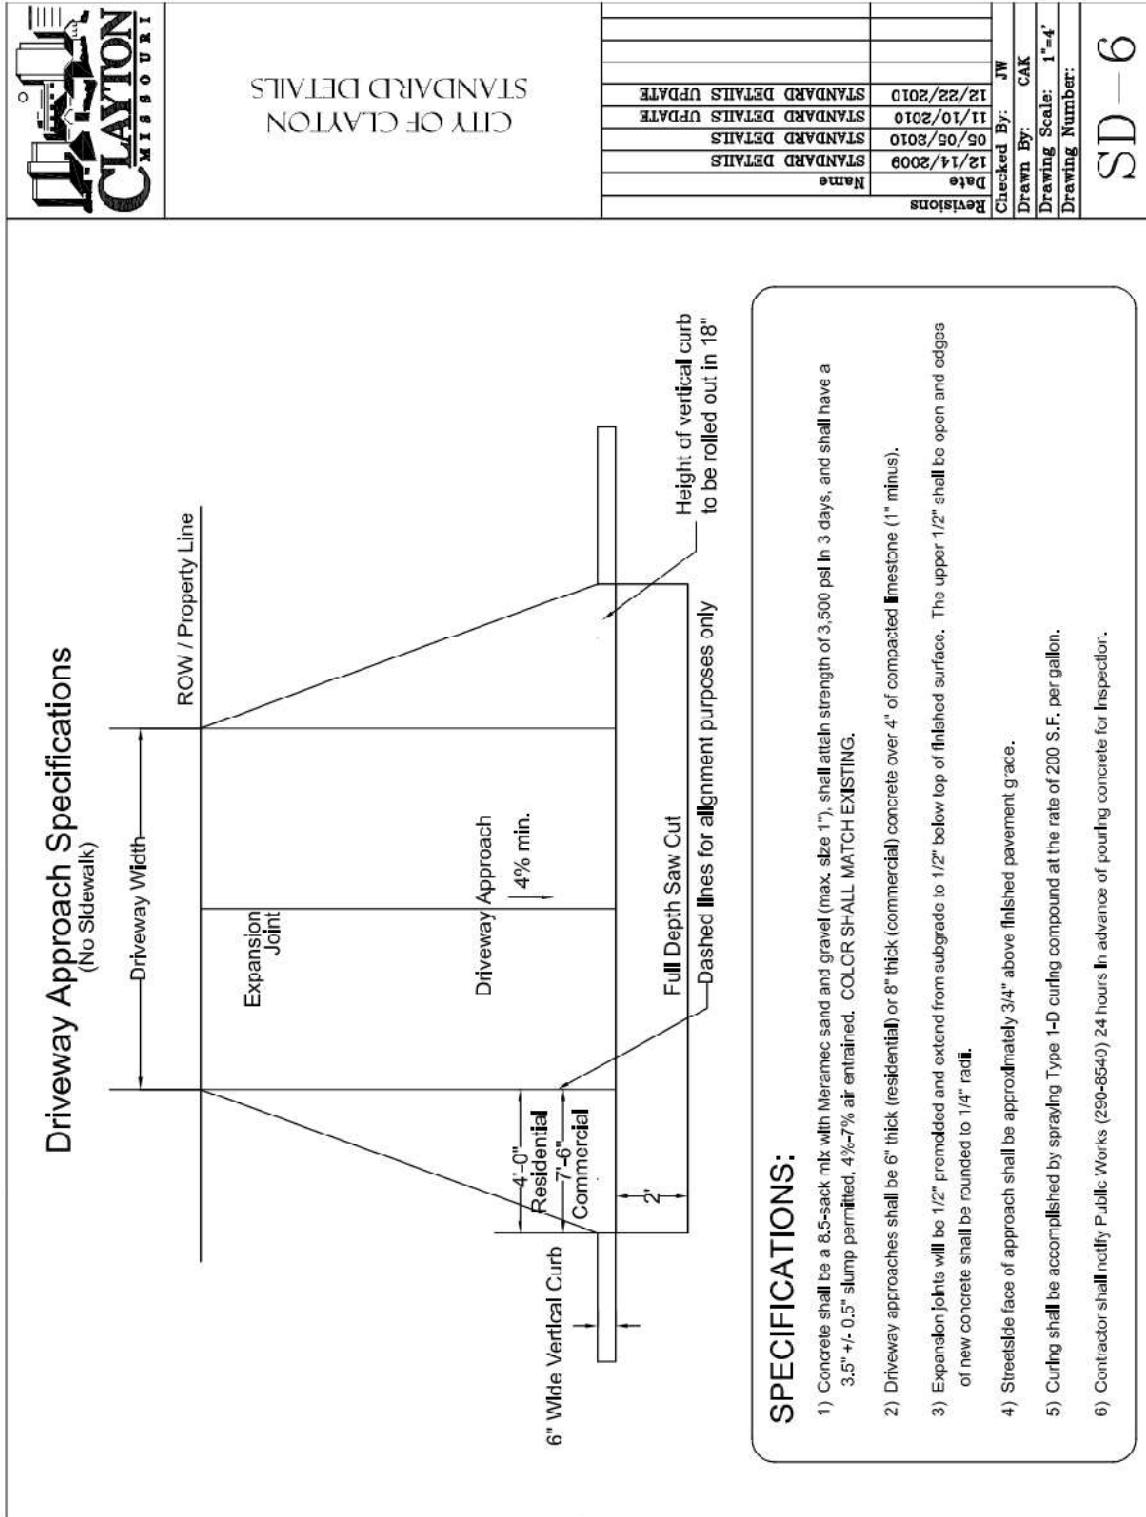 Driveway Approach Specifications
(No Sidewalk)
Driveway Width
ROW / Property Line
Expansion
Joint
Driveway Approach
4% min.
4'-0"
Residential
7'-6"
Commercial
6" Wide Vertical Curb
2'
Full Depth Saw Cut
Dashed lines for alignment purposes only
Height of vertical curb
to be rolled out in 18"
SPECIFICATIONS:
1) Concrete shall be a 8.5-sack mix with Meramec sand and gravel (max. size 1"), shall attain strength of 3,500 psi in 3 days, and shall have a
3.5" +/- 0.5" slump permitted, 4%-7% air entrained. COLOR SHALL MATCH EXISTING.
2) Driveway approaches shall be 6" thick (residential) or 8" thick (commercial) concrete over 4" of compacted limestone (1" minus).
3) Expansion joints will be 1/2" premolded and extend from subgrade to 1/2" below top of finished surface. The upper 1/2" shall be open and edges
of new concrete shall be rounded to 1/4" radii.
4) Streetside face of approach shall be approximately 3/4" above finished pavement grace.
5) Curing shall be accomplished by spraying Type 1-D curing compound at the rate of 200 S.F. per gallon.
6) Contractor shall notify Public Works (290-8540) 24 hours in advance of pouring concrete for inspection.
CLAYTON
MISSOURI
CITY OF CLAYTON
STANDARD DETAILS
Revisions
Date Name
12/14/2009 STANDARD DETAILS
05/05/2010 STANDARD DETAILS
11/10/2010 STANDARD DETAILS UPDATE
12/22/2010 STANDARD DETAILS UPDATE
Checked By: JW
Drawn By: CAK
Drawing Scale: 1"=4'
Drawing Number:
SD-6